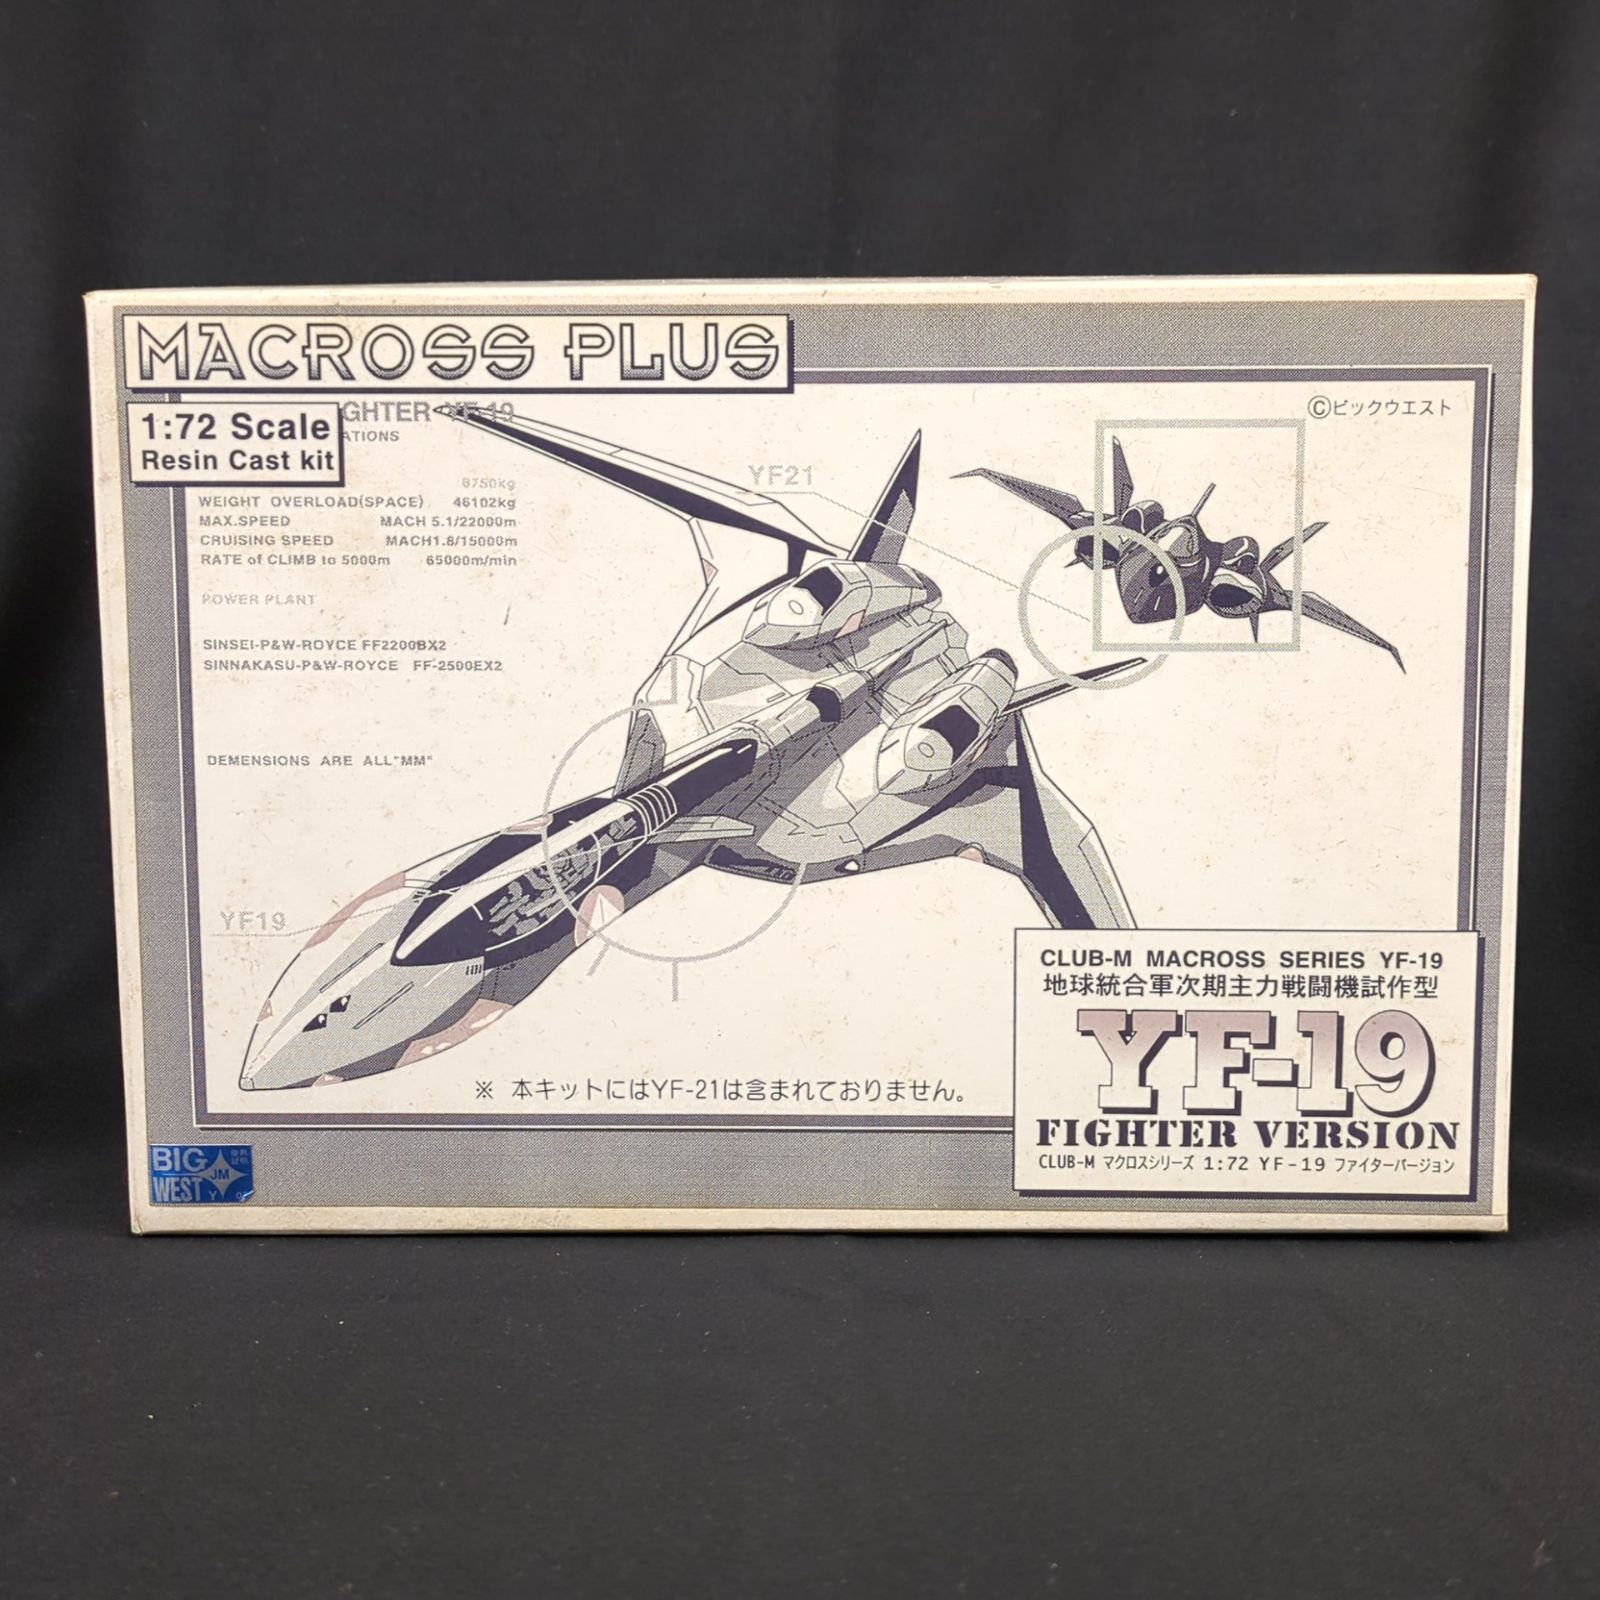 MACROSS PLUS
1:72 Scale
Resin Cast kit
GHTER YF-19
ATIONS
8750kg
WEIGHT OVERLOAD(SPACE) 46102kg
MAX.SPEED MACH 5.1/22000m
CRUISING SPEED MACH1.8/15000m
RATE of CLIMB to 5000m 65000m/min
POWER PLANT
SINSEI-P&W-ROYCE FF2200BX2
SINNAKASU-P&W-ROYCE FF-2500EX2
DEMENSIONS ARE ALL"MM"
YF21
©ビックウエスト
YF19
※ 本キットにはYF-21は含まれておりません。
CLUB-M MACROSS SERIES YF-19
地球統合軍次期主力戦闘機試作型
YF-19
FIGHTER VERSION
CLUB-M マクロスシリーズ 1:72 YF-19 ファイターバージョン
BIG
WEST
JM
Y